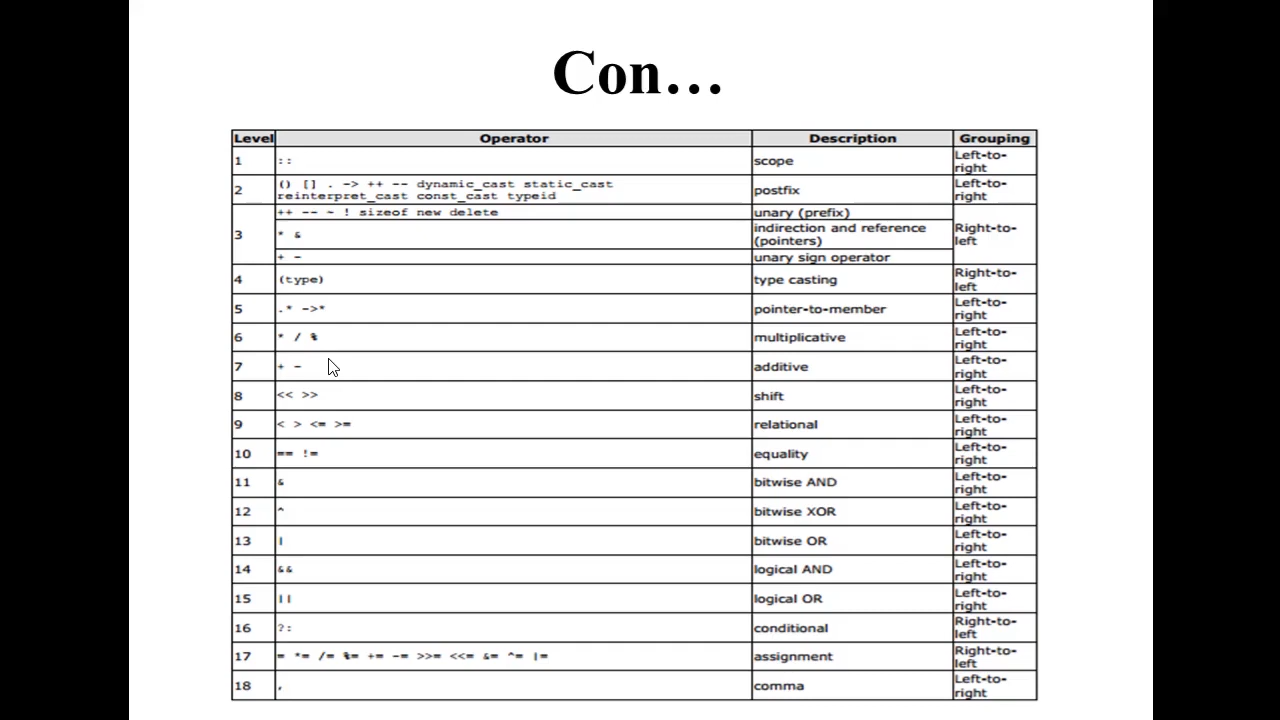 Con…
Level Operator Description Grouping
1 :: scope Left-to-
right
2 () [] . -> ++ -- dynamic_cast static_cast
reinterpret_cast const_cast typeid postfix Left-to-
right
3 ++ -- ~ ! sizeof new delete unary (prefix) Right-to-
left
* & indirection and reference
(pointers)
+ - unary sign operator
4 (type) type casting Right-to-
left
5 .* ->* pointer-to-member Left-to-
right
6 * / % multiplicative Left-to-
right
7 + - additive Left-to-
right
8 << >> shift Left-to-
right
9 < > <= >= relational Left-to-
right
10 == != equality Left-to-
right
11 & bitwise AND Left-to-
right
12 ^ bitwise XOR Left-to-
right
13 | bitwise OR Left-to-
right
14 && logical AND Left-to-
right
15 || logical OR Left-to-
right
16 ?: conditional Right-to-
left
17 = *= /= %= += -= >>= <<= &= ^= |= assignment Right-to-
left
18 , comma Left-to-
right